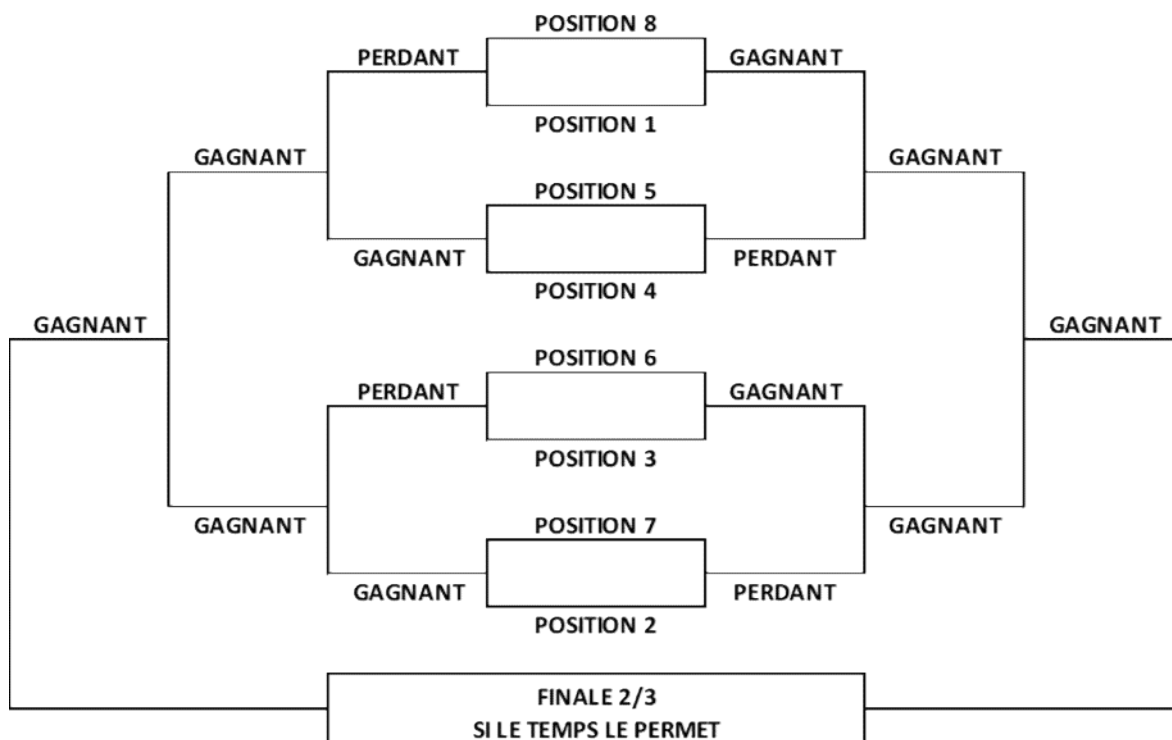 POSITION 8
PERDANT
GAGNANT
POSITION 1
GAGNANT
GAGNANT
POSITION 5
GAGNANT
PERDANT
POSITION 4
GAGNANT
GAGNANT
POSITION 6
PERDANT
GAGNANT
POSITION 3
GAGNANT
POSITION 7
GAGNANT
GAGNANT
PERDANT
POSITION 2
FINALE 2/3
SI LE TEMPS LE PERMET